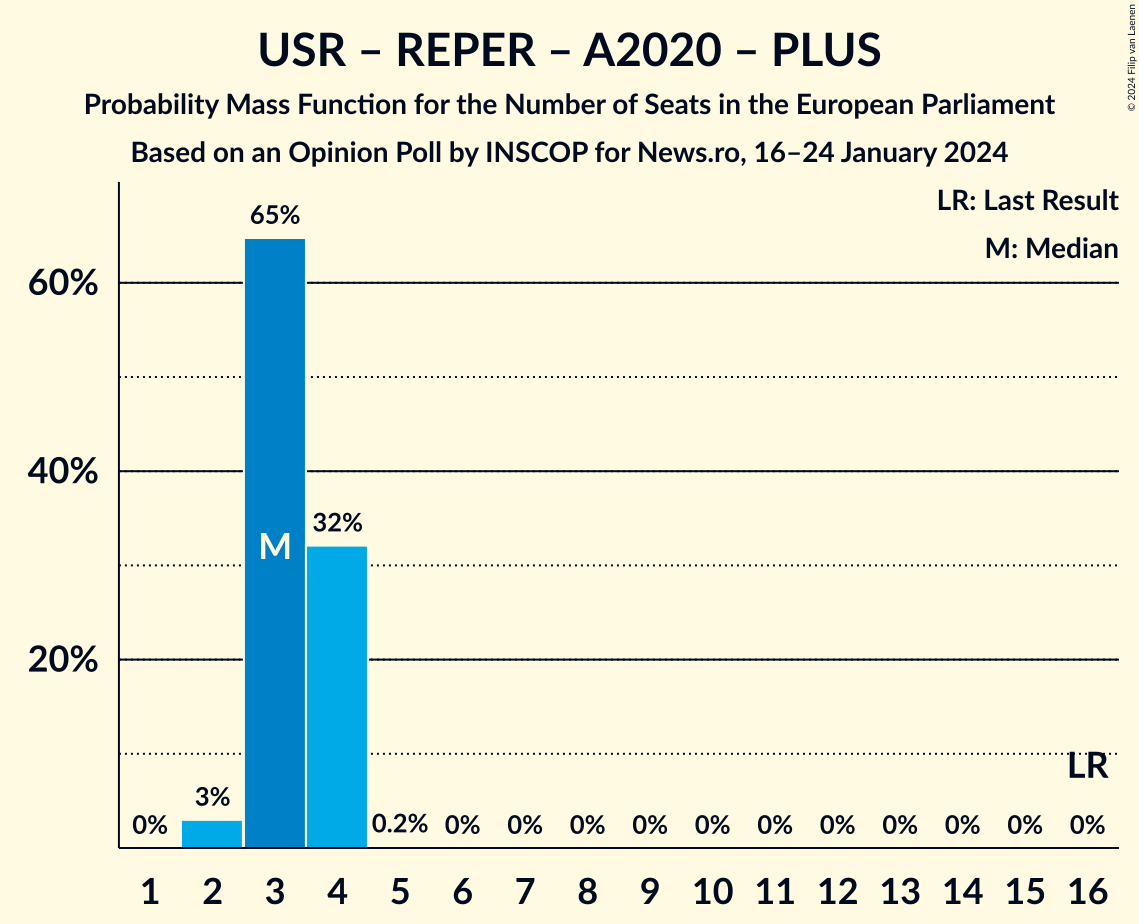 USR – REPER – A2020 – PLUS
Probability Mass Function for the Number of Seats in the European Parliament
Based on an Opinion Poll by INSCOP for News.ro, 16–24 January 2024
© 2024 Filip van Laenen
LR: Last Result
M: Median
65%
60%
40%
32%
M
20%
LR
0% 3% 0.2% 0% 0% 0% 0% 0% 0% 0% 0% 0% 0% 0%
1 2 3 4 5 6 7 8 9 10 11 12 13 14 15 16